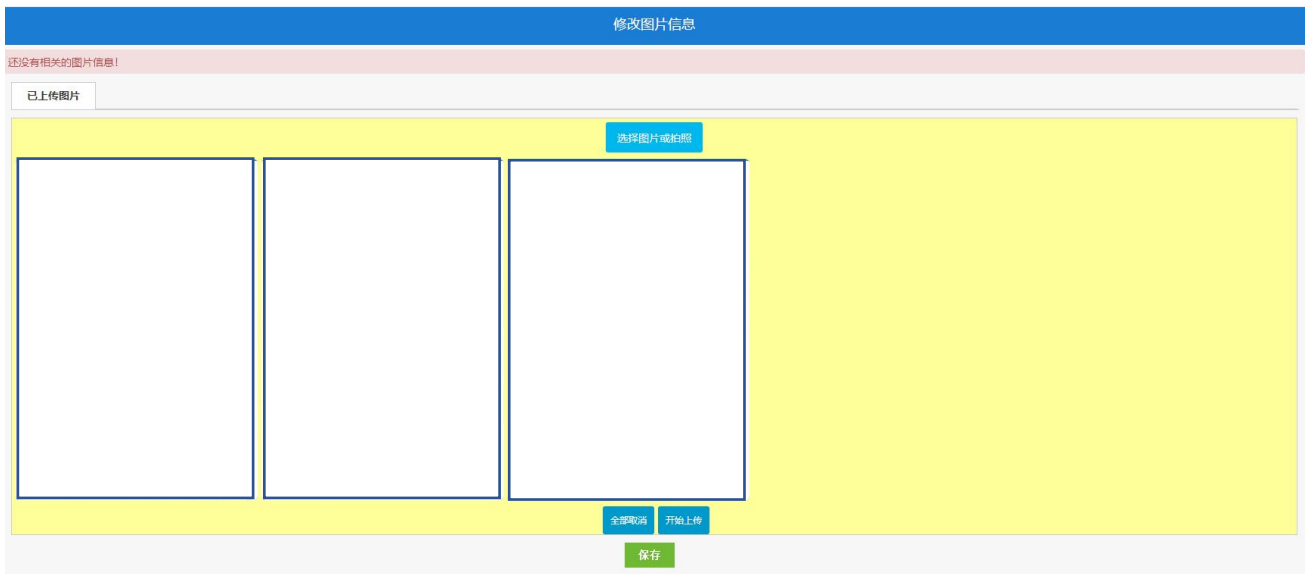 修改图片信息
还没有相关的图片信息!
已上传图片
选择图片或拍照
全部取消 开始上传
保存